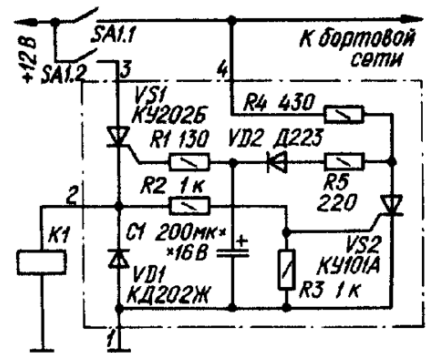 SA1.1
К бортовой
сети
+12 В
SA1.2
3
4
VS1
КУ202Б
R4 430
R1 130
VD2 Д223
R2 1 к
R5
220
2
K1
C1
200мк×
×16 В
+
VS2
КУ101А
VD1
КД202Ж
R3 1 к
1